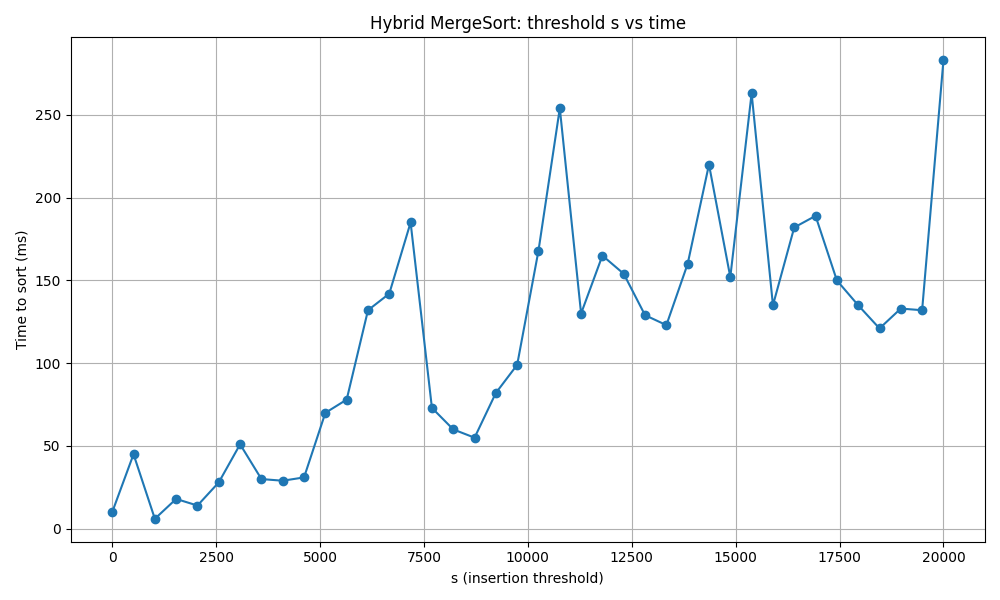 Hybrid MergeSort: threshold s vs time
Time to sort (ms)
250
200
150
100
50
0
0 2500 5000 7500 10000 12500 15000 17500 20000
s (insertion threshold)